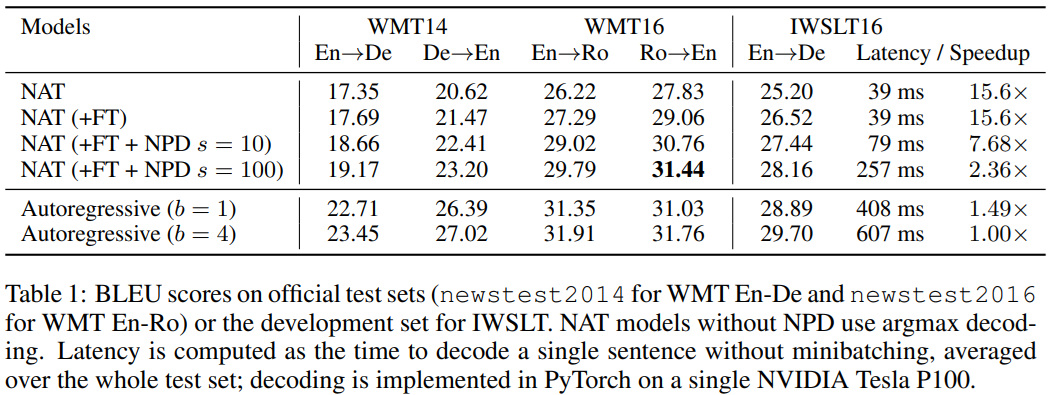 Models WMT14 WMT16 IWSLT16
En→De De→En En→Ro Ro→En En→De Latency / Speedup
NAT 17.35 20.62 26.22 27.83 25.20 39 ms 15.6×
NAT (+FT) 17.69 21.47 27.29 29.06 26.52 39 ms 15.6×
NAT (+FT + NPD s = 10) 18.66 22.41 29.02 30.76 27.44 79 ms 7.68×
NAT (+FT + NPD s = 100) 19.17 23.20 29.79 31.44 28.16 257 ms 2.36×
Autoregressive (b = 1) 22.71 26.39 31.35 31.03 28.89 408 ms 1.49×
Autoregressive (b = 4) 23.45 27.02 31.91 31.76 29.70 607 ms 1.00×
Table 1: BLEU scores on official test sets (newstest2014 for WMT En-De and newstest2016
for WMT En-Ro) or the development set for IWSLT. NAT models without NPD use argmax decod-
ing. Latency is computed as the time to decode a single sentence without minibatching, averaged
over the whole test set; decoding is implemented in PyTorch on a single NVIDIA Tesla P100.